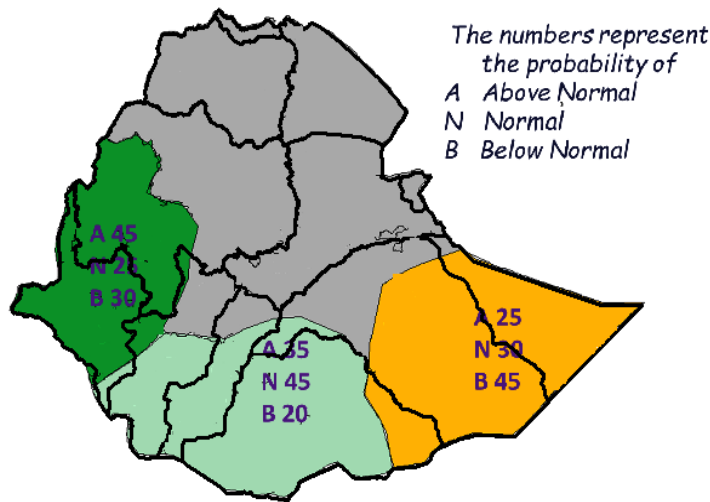 The numbers represent
the probability of
A Above Normal
N Normal
B Below Normal
A 45
N 25
B 30
A 35
N 45
B 20
A 25
N 30
B 45